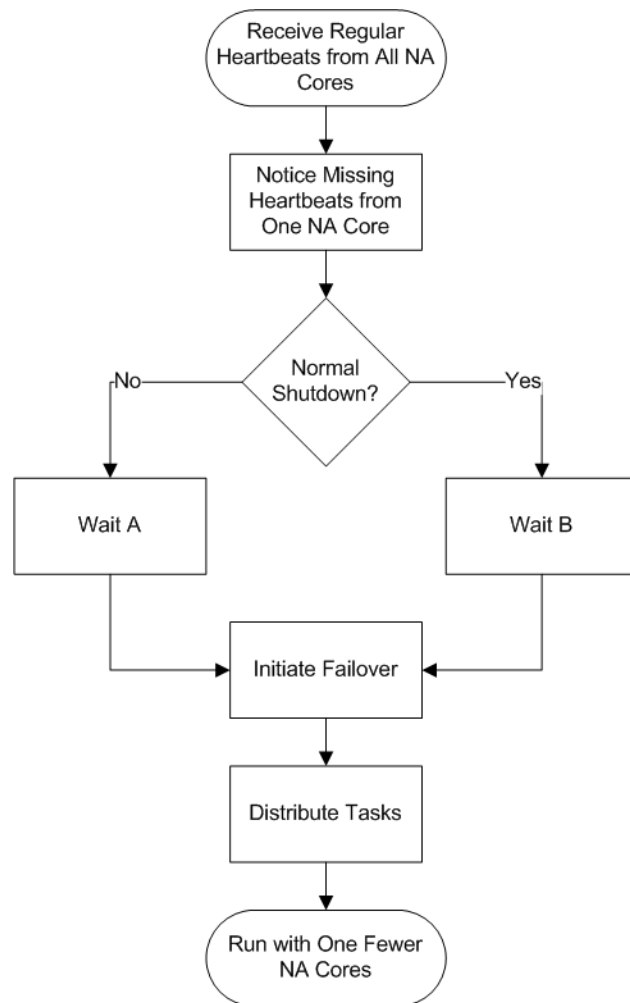 Receive Regular
Heartbeats from All NA
Cores
Notice Missing
Heartbeats from
One NA Core
Normal
Shutdown?
No
Yes
Wait A
Wait B
Initiate Failover
Distribute Tasks
Run with One Fewer
NA Cores